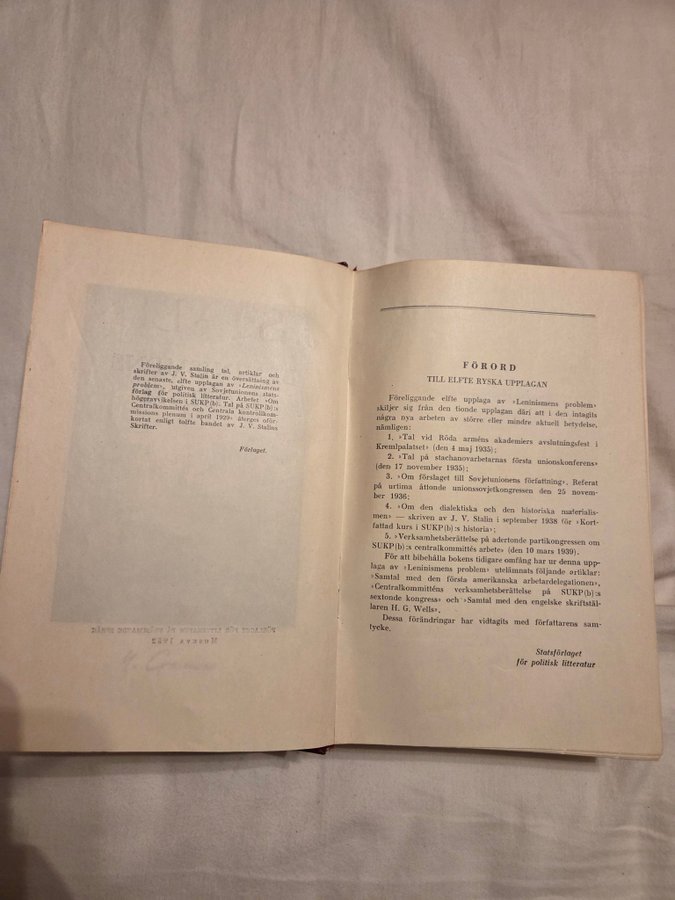 Föreliggande samling tal, artiklar och
skrifter av J. V. Stalin är en översättning av
den senaste, elfte upplagan av »Leninismens
problem», utgiven av Sovjetunionens stats-
förlag för politisk litteratur. Arbetet »Om
högeravvikelsen i SUKP(b). Tal på SUKP(b):s
Centralkommittés och Centrala kontrollkom-
missions plenum i april 1929» återges oför-
kortat enligt tolfte bandet av J. V. Stalins
Skrifter.
Förlaget.
FÖRLAGET FÖR LITTERATUR PÅ FRÄMMANDE SPRÅK
MOSKVA 1952
FÖRORD
TILL ELFTE RYSKA UPPLAGAN
Föreliggande elfte upplaga av »Leninismens problem»
skiljer sig från den tionde upplagan däri att i den intagits
några nya arbeten av större eller mindre aktuell betydelse,
nämligen:
1. »Tal vid Röda arméns akademiers avslutningsfest i
Kremlpalatset» (den 4 maj 1935);
2. »Tal på stachanovarbetarnas första unionskonferens»
(den 17 november 1935);
3. »Om förslaget till Sovjetunionens författning». Referat
på urtima åttonde unionssovjetkongressen den 25 novem-
ber 1936;
4. »Om den dialektiska och den historiska materialis-
men» — skriven av J. V. Stalin i september 1938 för »Kort-
fattad kurs i SUKP(b):s historia»;
5. »Verksamhetsberättelse på adertonde partikongressen om
SUKP(b):s centralkommittés arbete» (den 10 mars 1939).
För att bibehålla bokens tidigare omfång har ur denna upp-
laga av »Leninismens problem» utelämnats följande artiklar:
»Samtal med den första amerikanska arbetardelegationen»,
»Centralkommitténs verksamhetsberättelse på SUKP(b):s
sextonde kongress» och »Samtal med den engelske skriftstäl-
laren H. G. Wells».
Dessa förändringar har vidtagits med författarens sam-
tycke.
Statsförlaget
för politisk litteratur